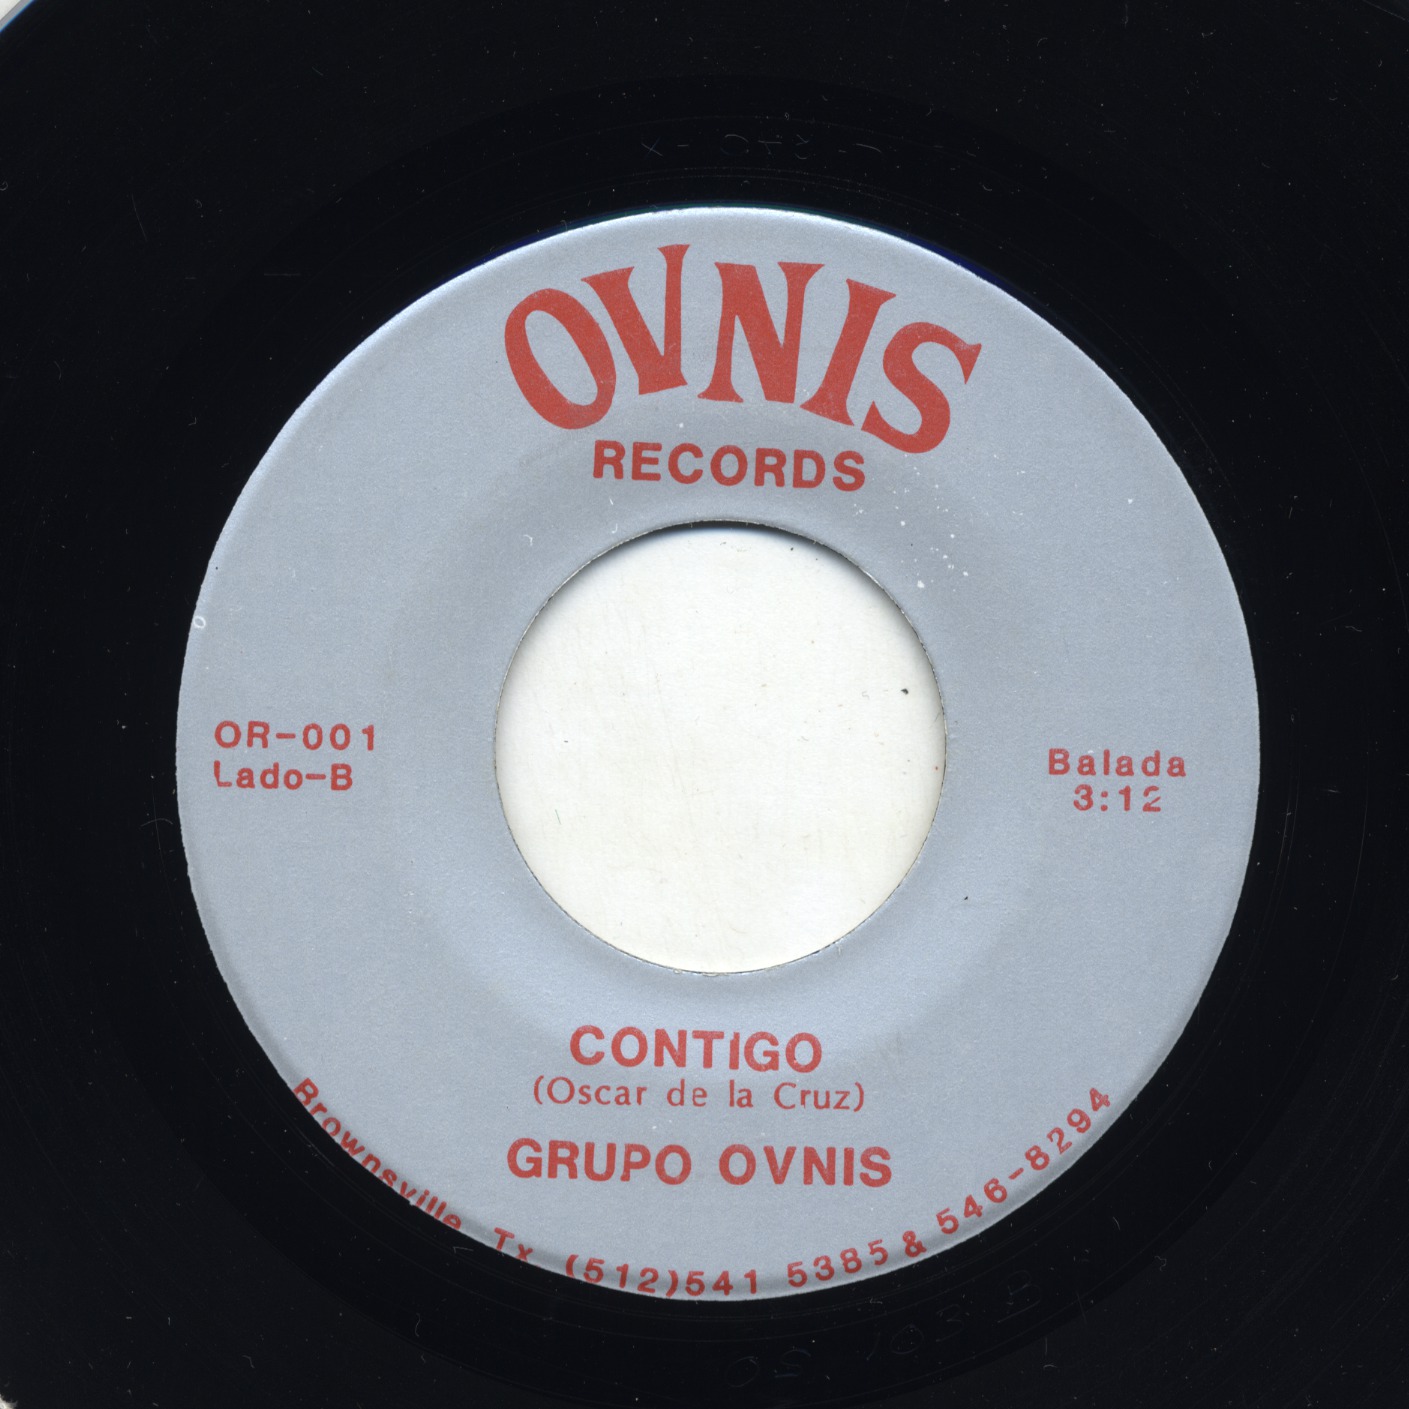 OVNIS
RECORDS
OR-001
Lado-B
Balada
3:12
CONTIGO
(Oscar de la Cruz)
GRUPO OVNIS
Brownsville Tx (512)541 5385 & 546-8294